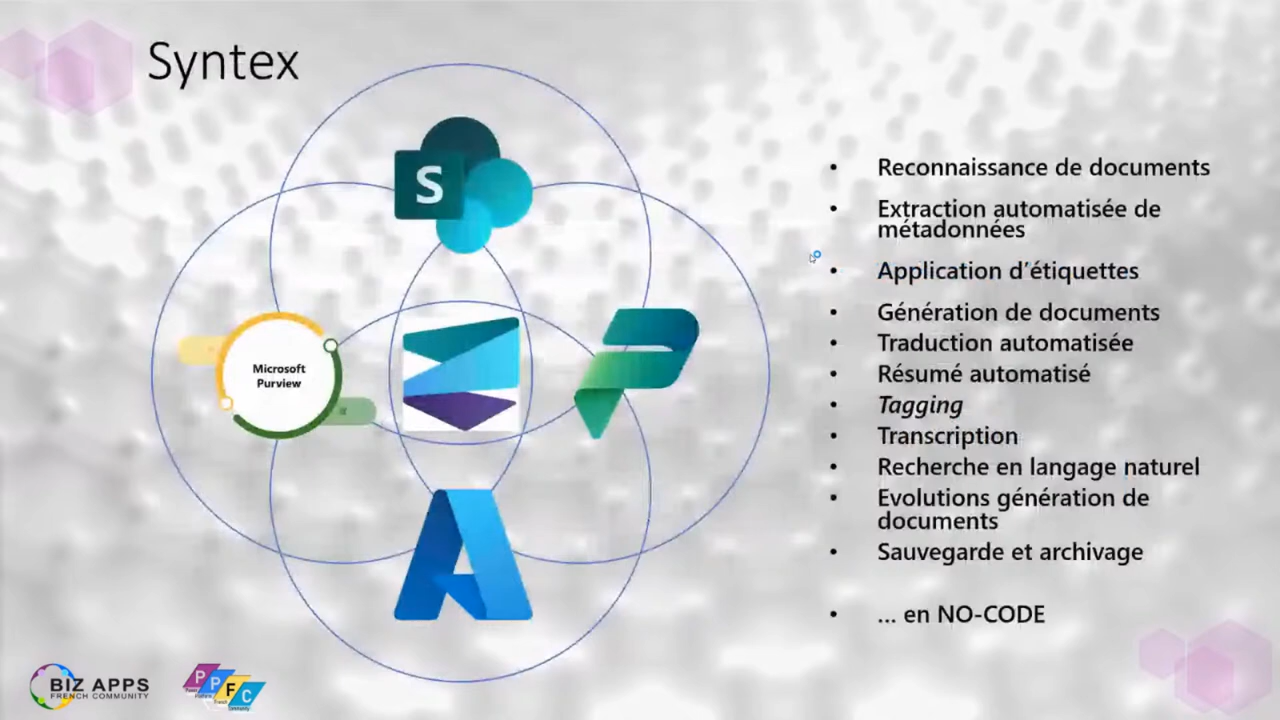 Syntex
S
Microsoft
Purview
• Reconnaissance de documents
• Extraction automatisée de
métadonnées
• Application d’étiquettes
• Génération de documents
• Traduction automatisée
• Résumé automatisé
• Tagging
• Transcription
• Recherche en langage naturel
• Evolutions génération de
documents
• Sauvegarde et archivage
• ... en NO-CODE
BIZ APPS
FRENCH COMMUNITY
P P F C